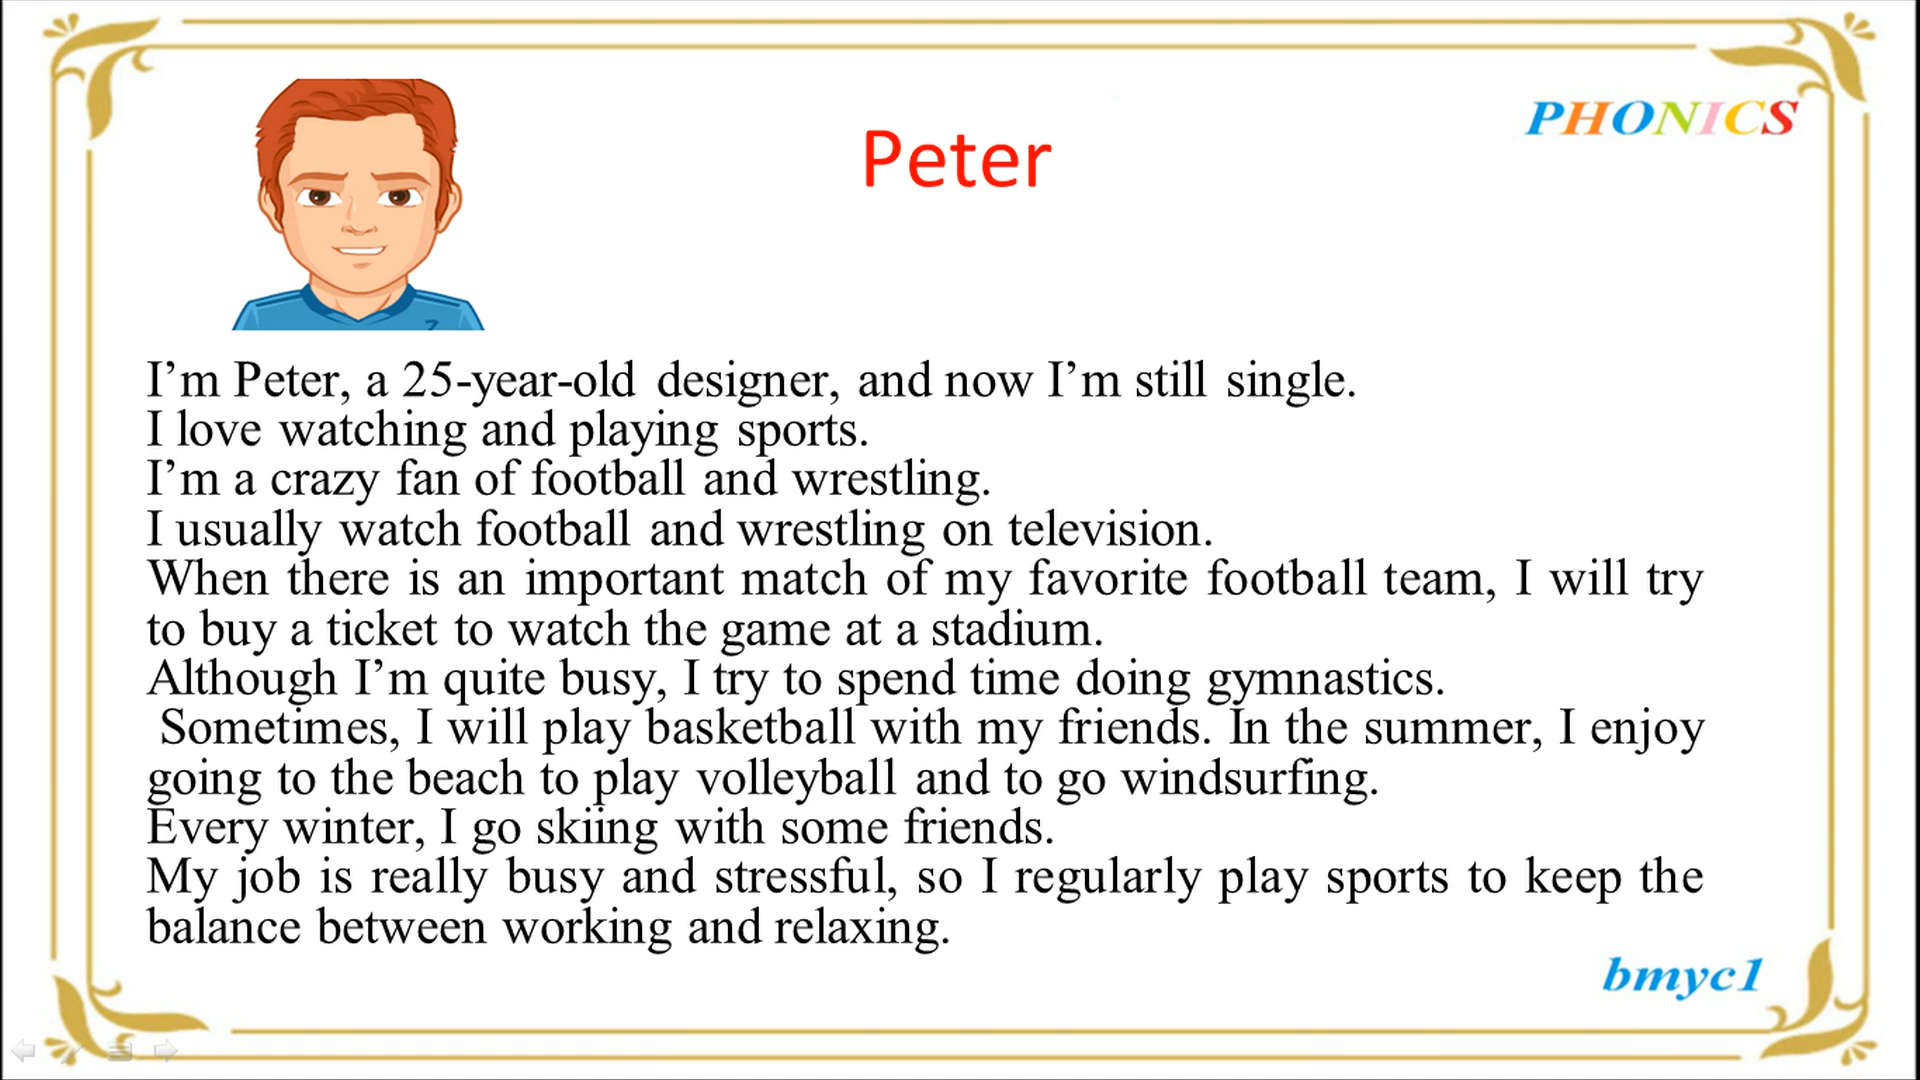 PHONICS
Peter
I’m Peter, a 25-year-old designer, and now I’m still single.
I love watching and playing sports.
I’m a crazy fan of football and wrestling.
I usually watch football and wrestling on television.
When there is an important match of my favorite football team, I will try
to buy a ticket to watch the game at a stadium.
Although I’m quite busy, I try to spend time doing gymnastics.
Sometimes, I will play basketball with my friends. In the summer, I enjoy
going to the beach to play volleyball and to go windsurfing.
Every winter, I go skiing with some friends.
My job is really busy and stressful, so I regularly play sports to keep the
balance between working and relaxing.
bmyc1